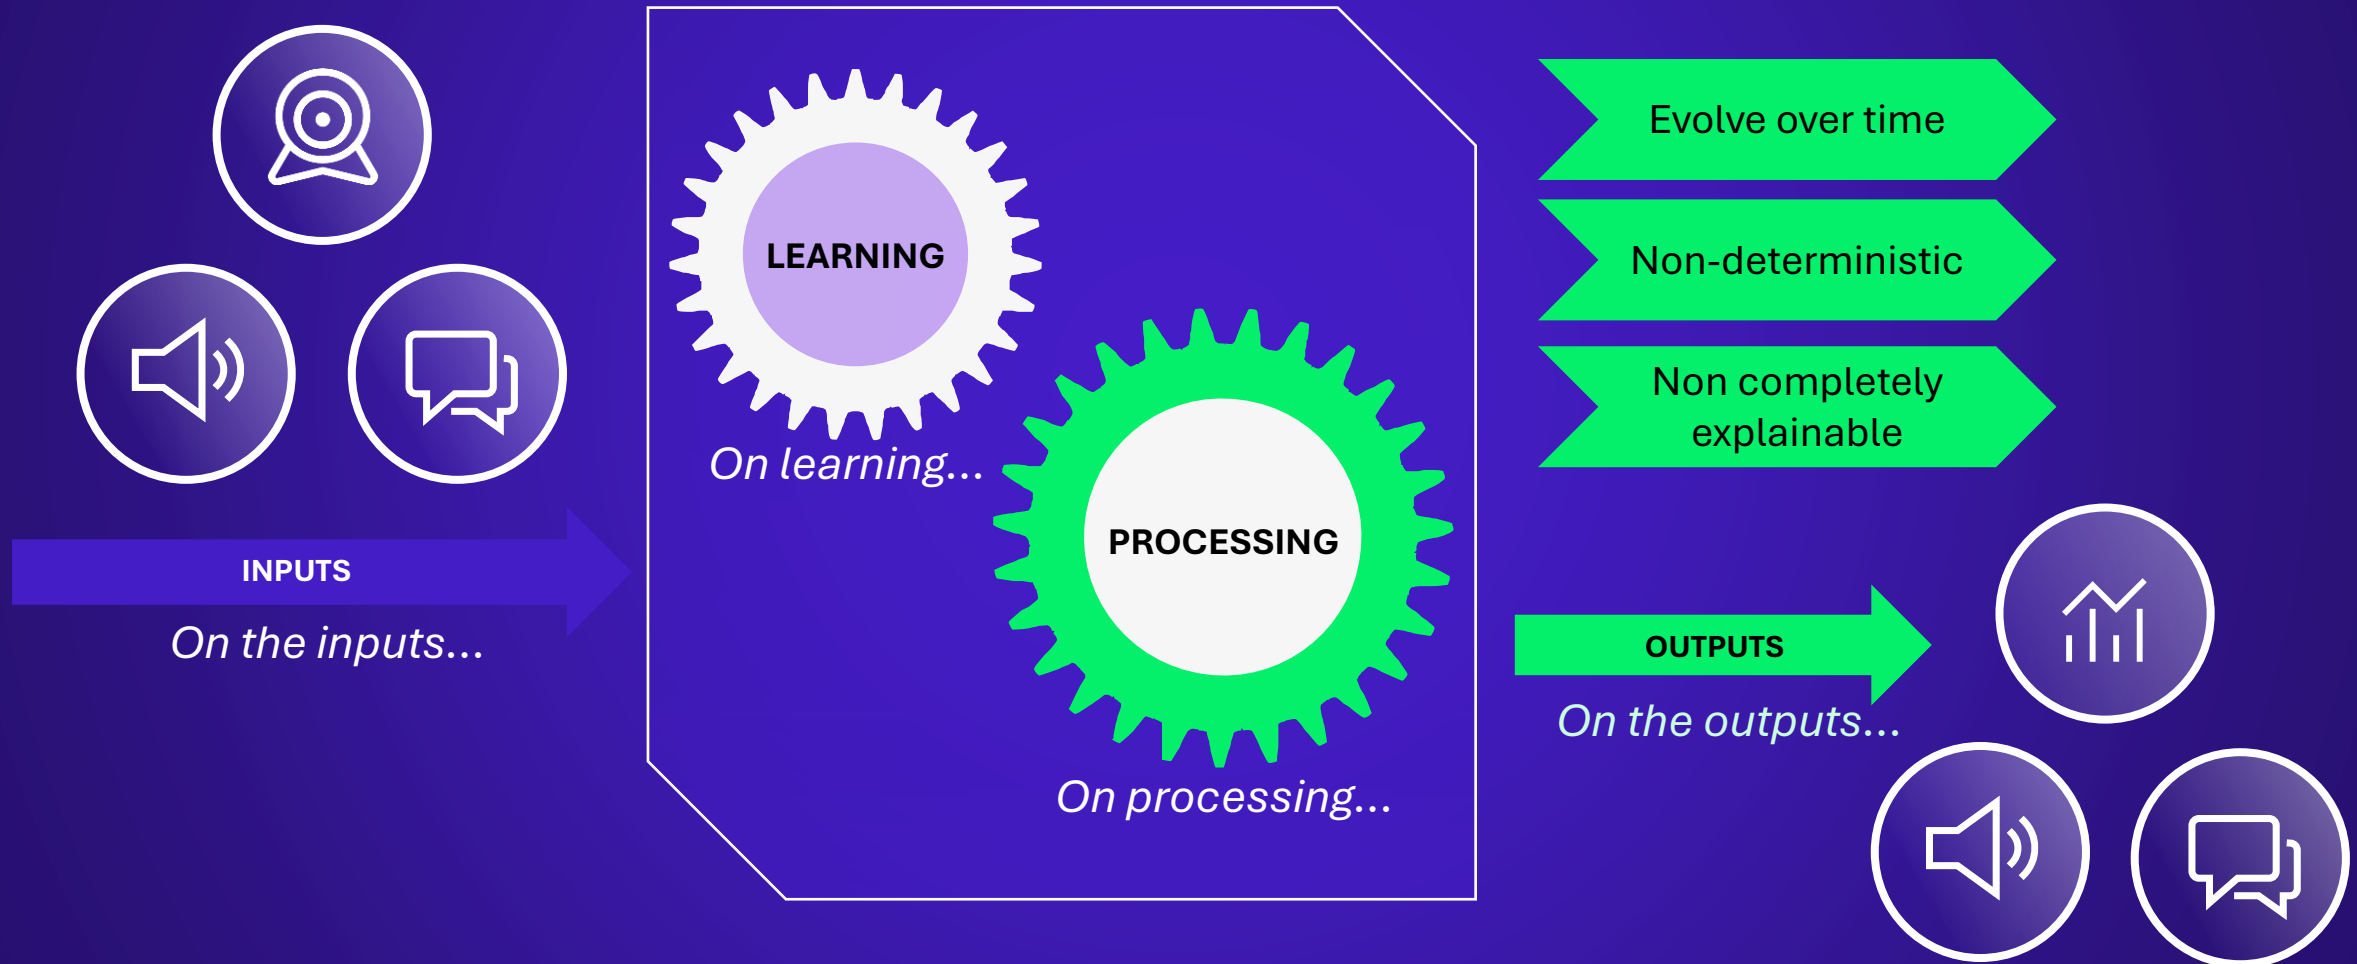 LEARNING
On learning...
PROCESSING
On processing...
INPUTS
On the inputs...
Evolve over time
Non-deterministic
Non completely
explainable
OUTPUTS
On the outputs...